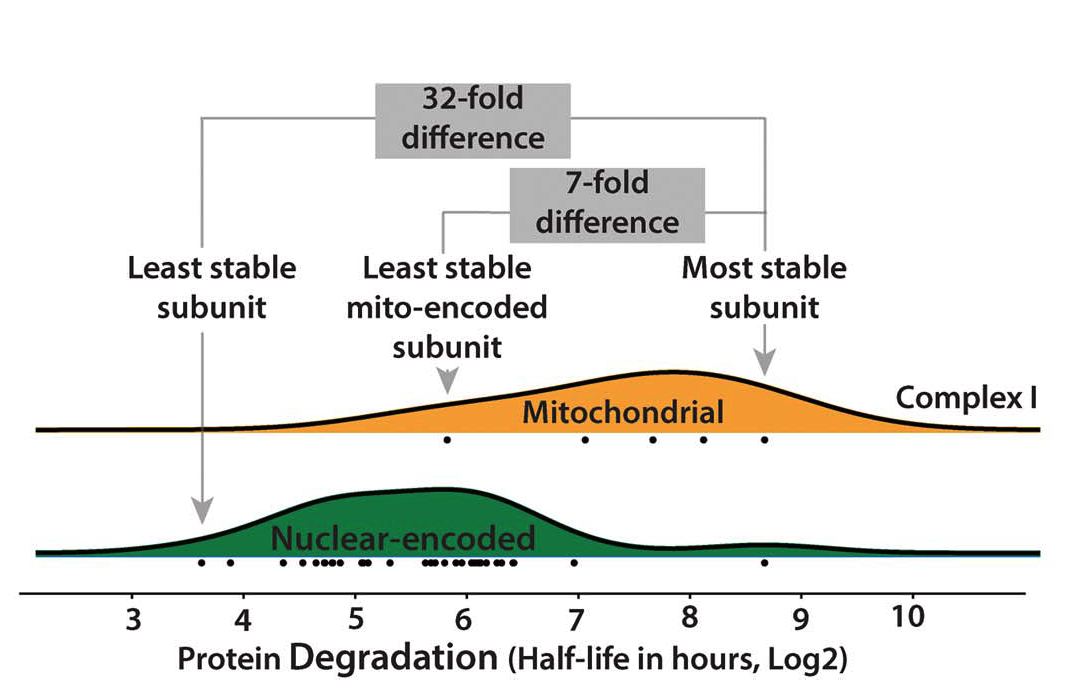 32-fold
difference
7-fold
difference
Least stable
subunit
Least stable
mito-encoded
subunit
Most stable
subunit
Complex I
Mitochondrial
Nuclear-encoded
3 4 5 6 7 8 9 10
Protein Degradation (Half-life in hours, Log2)